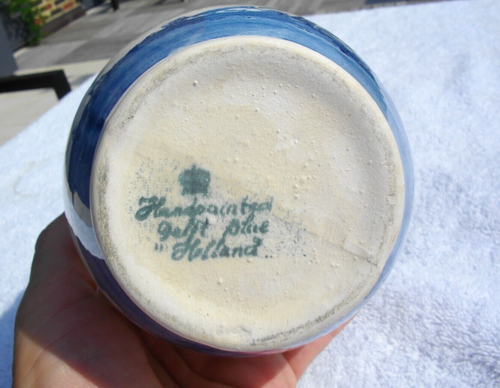 Handpainted
Delft blue
"Holland"